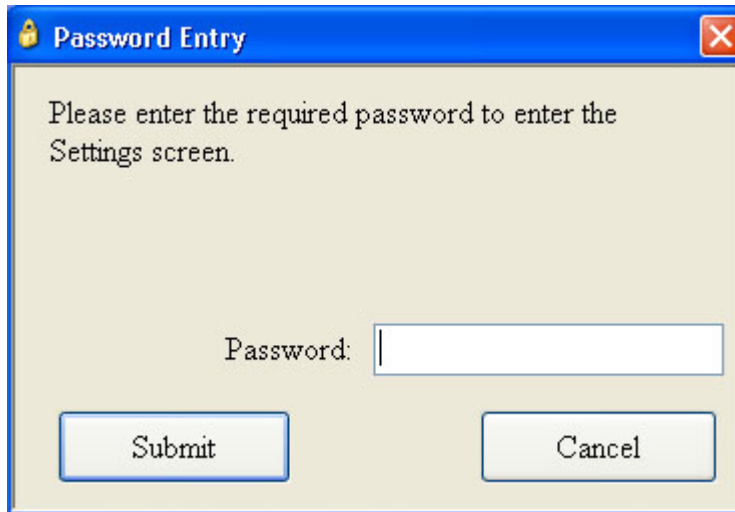 Password Entry
Please enter the required password to enter the
Settings screen.
Password:
Submit
Cancel